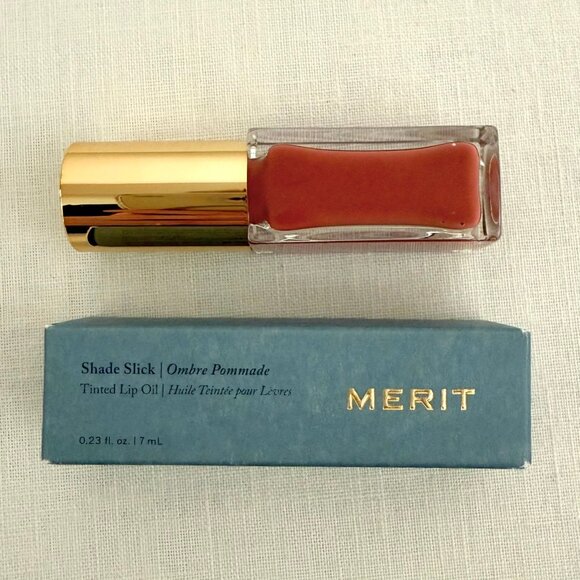 Shade Slick | Ombre Pommade
Tinted Lip Oil | Huile Teintée pour Lèvres
MERIT
0.23 fl. oz. | 7 mL